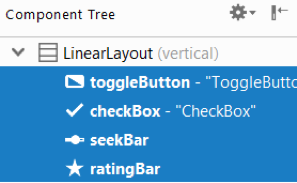 Component Tree
LinearLayout (vertical)
toggleButton - "ToggleButto
checkBox - "CheckBox"
seekBar
ratingBar